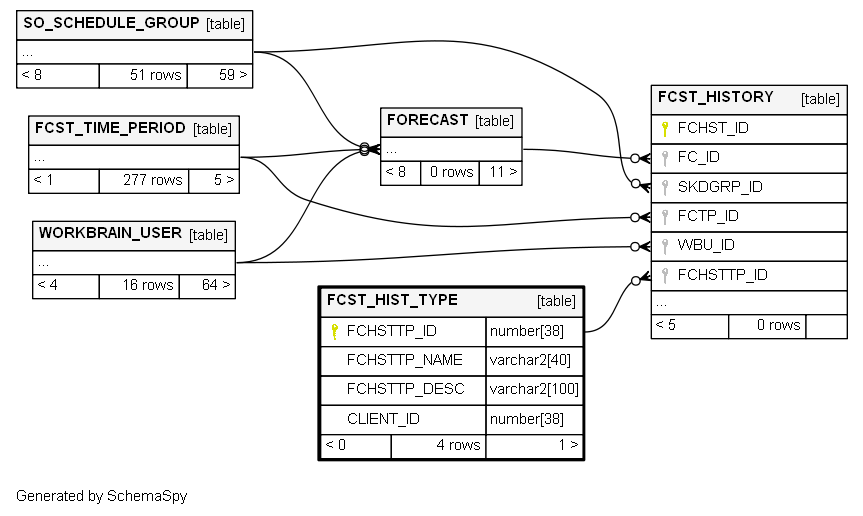 SO_SCHEDULE_GROUP [table]
...
< 8 51 rows 59 >
FCST_TIME_PERIOD [table]
...
< 1 277 rows 5 >
WORKBRAIN_USER [table]
...
< 4 16 rows 64 >
FORECAST [table]
...
< 8 0 rows 11 >
FCST_HISTORY [table]
FCHST_ID
FC_ID
SKDGRP_ID
FCTP_ID
WBU_ID
FCHSTTP_ID
...
< 5 0 rows
FCST_HIST_TYPE [table]
FCHSTTP_ID number[38]
FCHSTTP_NAME varchar2[40]
FCHSTTP_DESC varchar2[100]
CLIENT_ID number[38]
< 0 4 rows 1 >
Generated by SchemaSpy